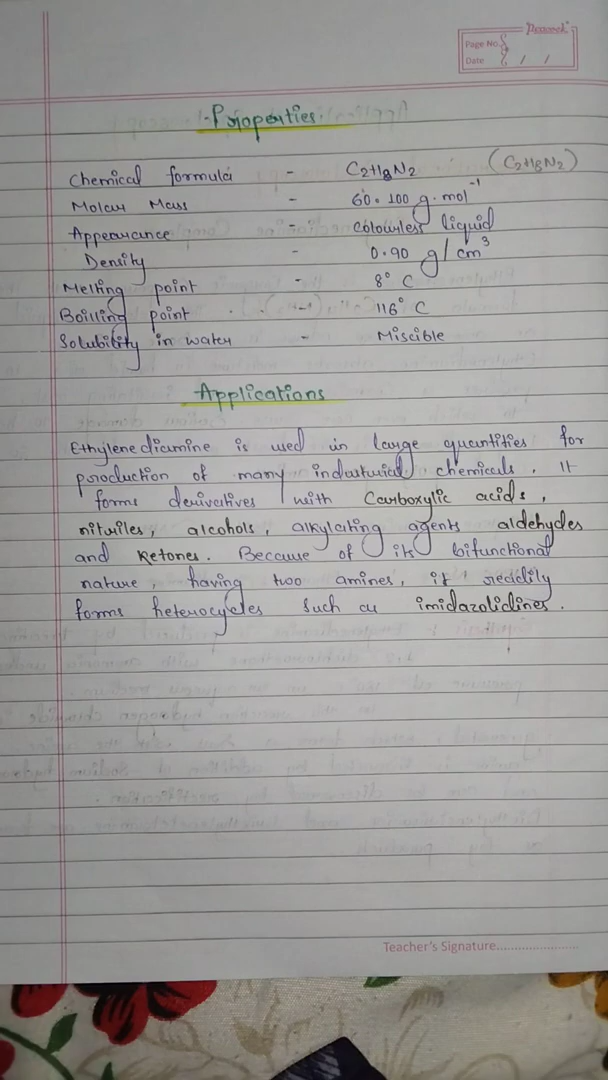 Personal
Page No.
Date / /
Properties
Chemical formula - C2H8N2 (C2H8N2)
Molar Mass - 60.100 g.mol⁻¹
Appearance - colourless liquid
Density - 0.90 g/cm³
Melting point - 8° C
Boilling point - 116° C
Solubility in water - Miscible
Applications
Ethylenediamine is used in large quantities for
production of many industrial chemicals. It
forms derivatives with Carboxylic acids,
nitriles, alcohols, alkylating agents aldehydes
and Ketones. Because of its bifunctional
nature, having two amines, it readily
forms heterocycles such as imidazolidines.
Teacher's Signature........................